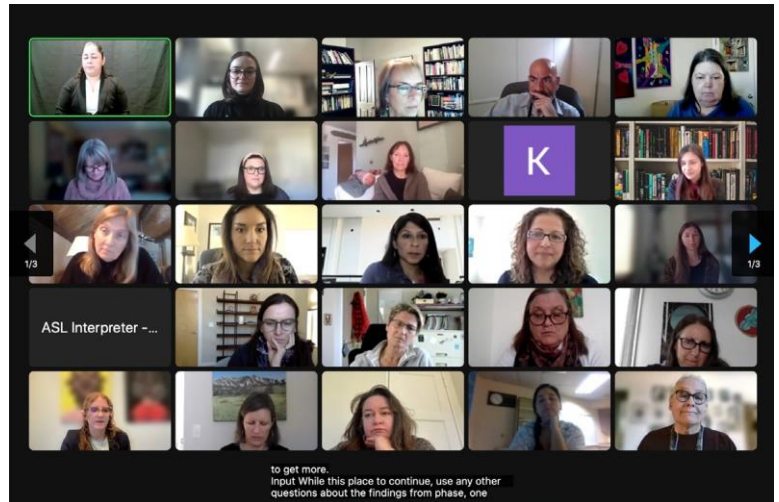 K
1/3
1/3
ASL Interpreter -...
to get more.
Input While this place to continue, use any other
questions about the findings from phase, one